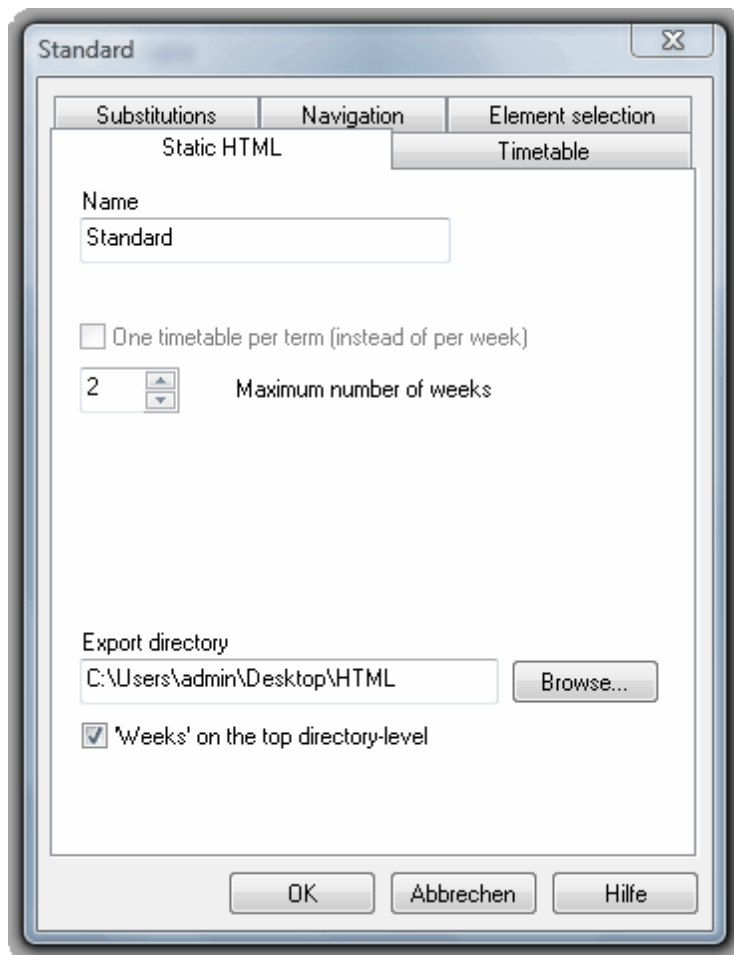 Standard
Substitutions Navigation Element selection
Static HTML Timetable
Name
Standard
One timetable per term (instead of per week)
2 Maximum number of weeks
Export directory
C:\Users\admin\Desktop\HTML Browse...
'Weeks' on the top directory-level
OK Abbrechen Hilfe